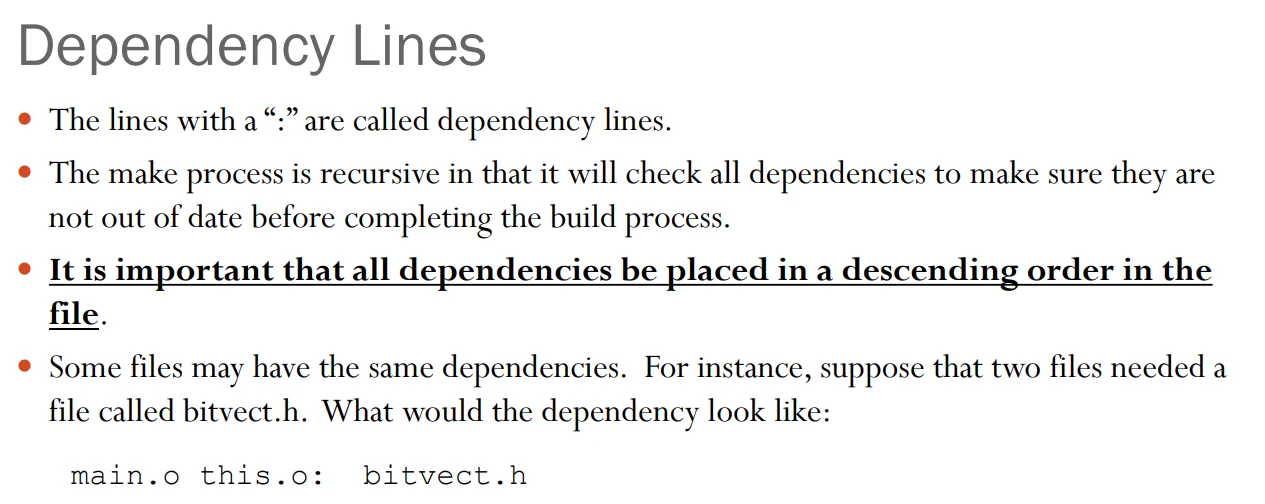 Dependency Lines
• The lines with a “:” are called dependency lines.
• The make process is recursive in that it will check all dependencies to make sure they are
not out of date before completing the build process.
• It is important that all dependencies be placed in a descending order in the
file.
• Some files may have the same dependencies.  For instance, suppose that two files needed a
file called bitvect.h.  What would the dependency look like:
main.o this.o:  bitvect.h